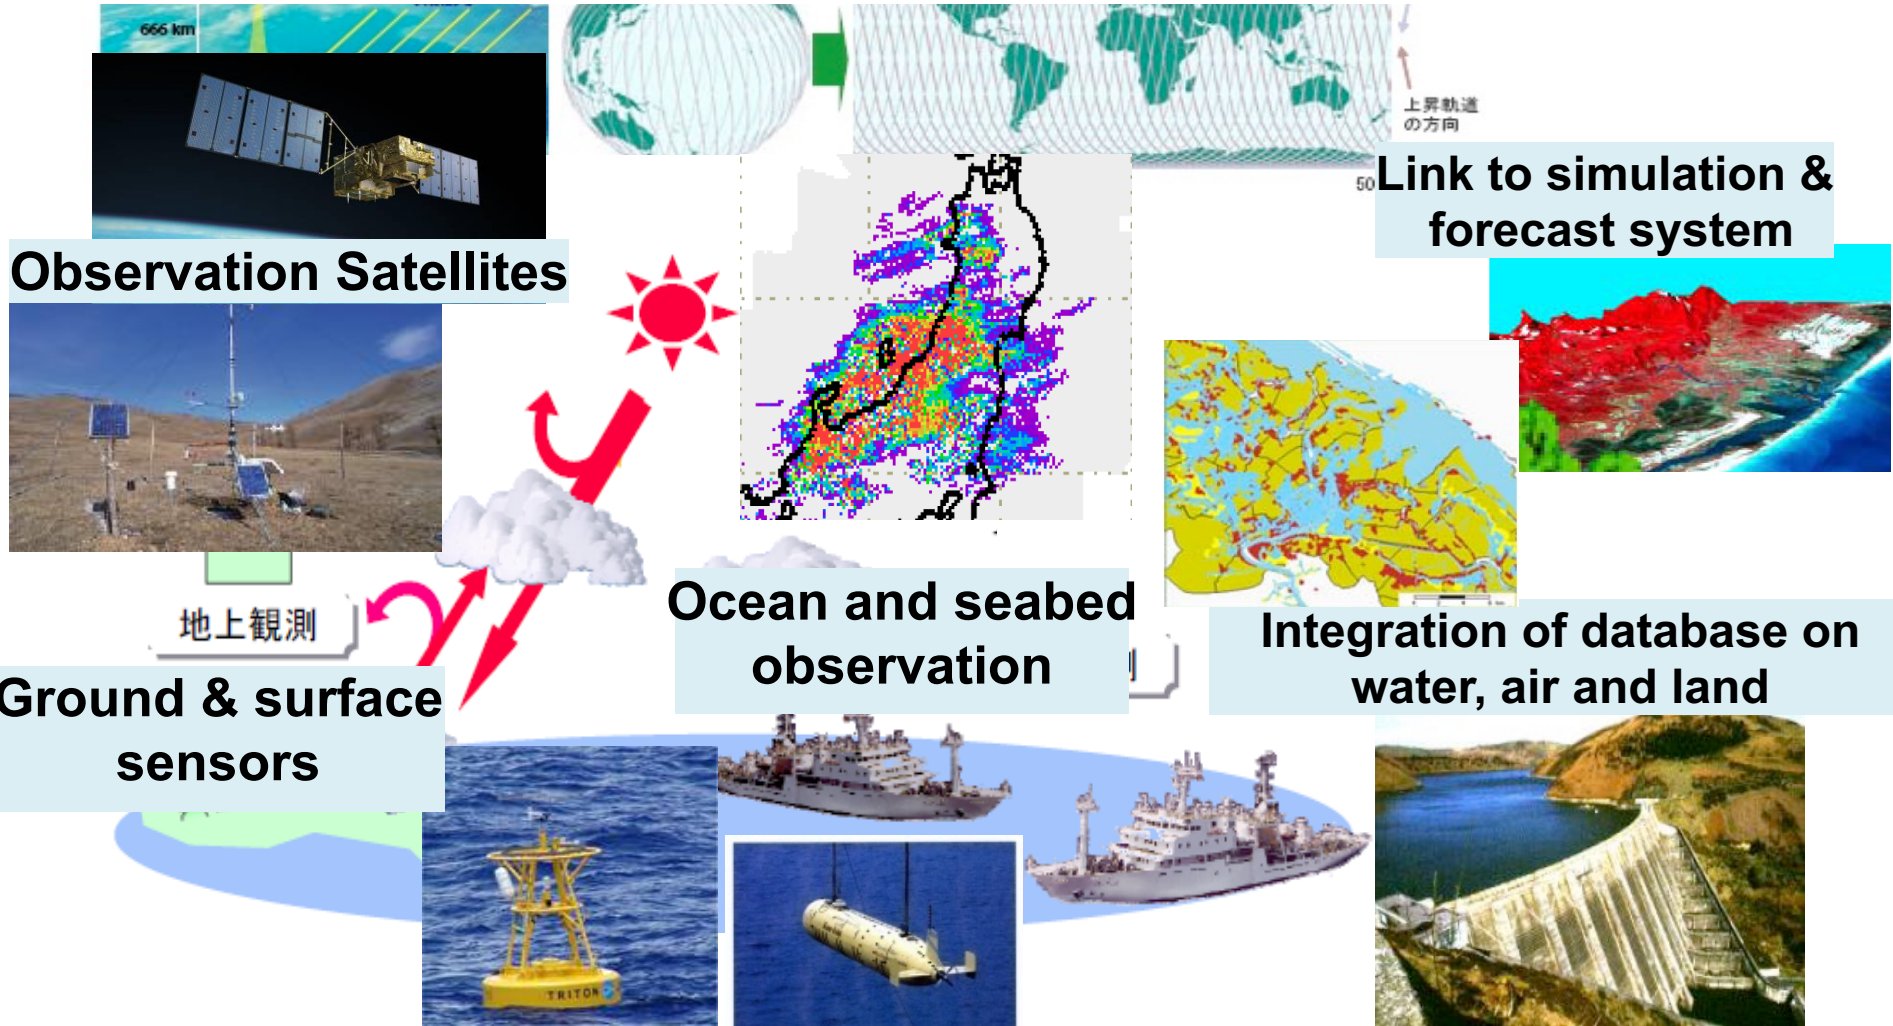 666 km
上昇軌道
の方向
50
Link to simulation &
forecast system
Observation Satellites
地上観測
Ocean and seabed
observation
Integration of database on
water, air and land
Ground & surface
sensors
TRITON